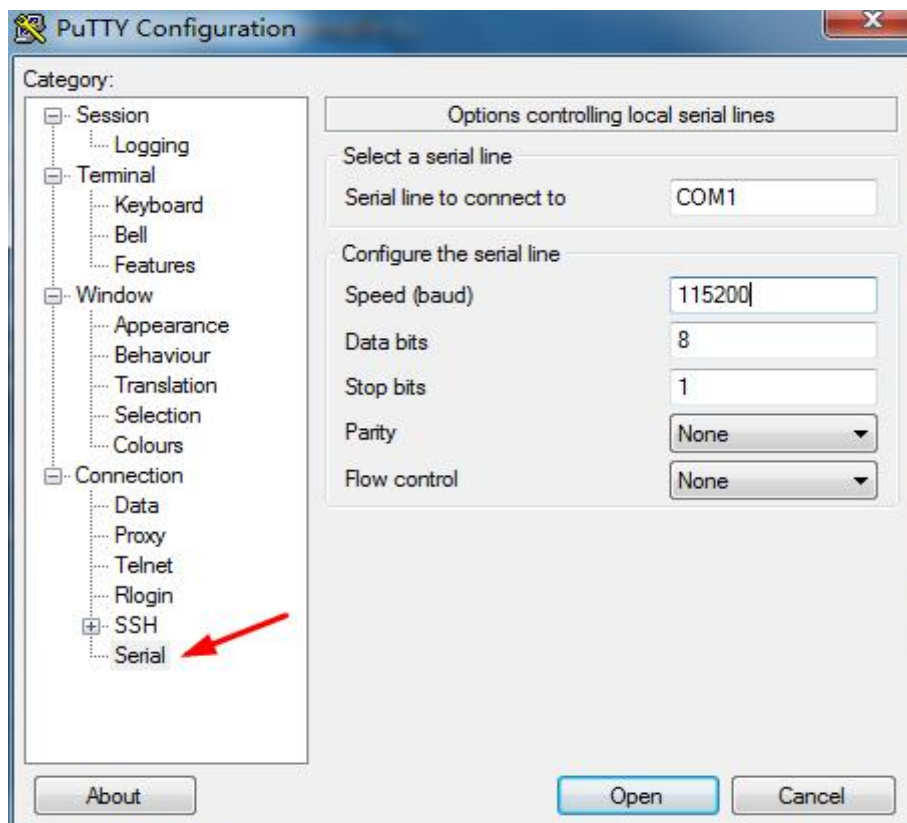 PuTTY Configuration
Category:
Session
Logging
Terminal
Keyboard
Bell
Features
Window
Appearance
Behaviour
Translation
Selection
Colours
Connection
Data
Proxy
Telnet
Rlogin
SSH
Serial
Options controlling local serial lines
Select a serial line
Serial line to connect to COM1
Configure the serial line
Speed (baud) 115200
Data bits 8
Stop bits 1
Parity None
Flow control None
About Open Cancel